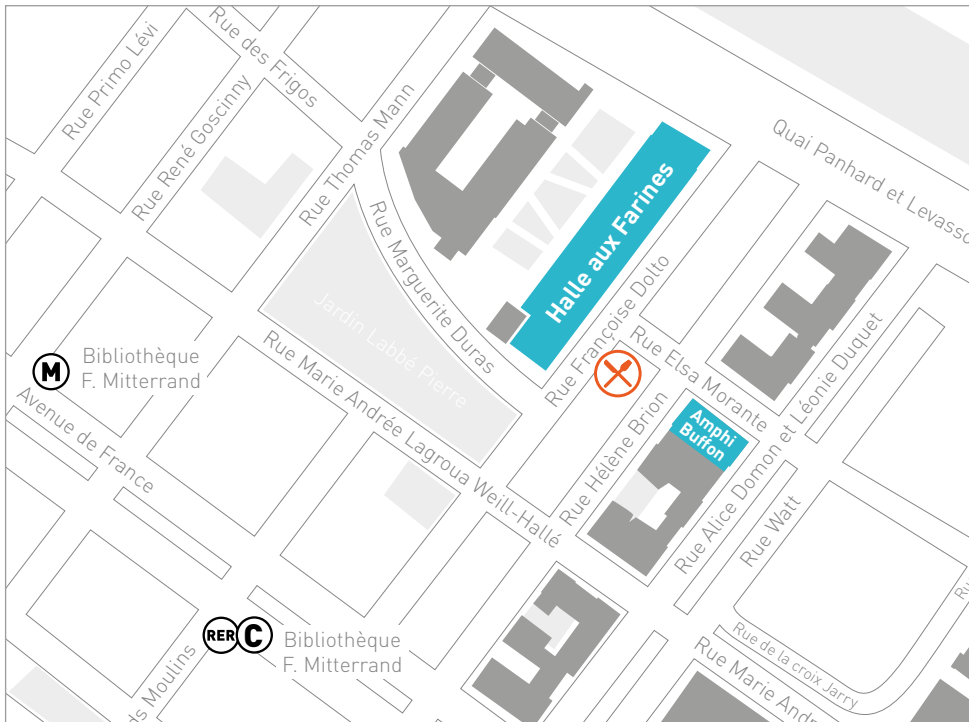 Rue Primo Lévi
Rue des Frigos
Rue René Goscinny
Rue Thomas Mann
Quai Panhard et Levasso
Halle aux Farines
Rue Marguerite Duras
Jardin Labbé Pierre
Rue Françoise Dolto
Rue Elsa Morante
M
Bibliothèque
F. Mitterrand
Avenue de France
Rue Marie Andrée Lagroua Weill-Hallé
Rue Hélène Brion
Amphi
Buffon
Rue Alice Domon et Léonie Duquet
Rue Watt
RER C
Bibliothèque
F. Mitterrand
ds Moulins
Rue de la croix Jarry
Rue Marie Andr
Ru